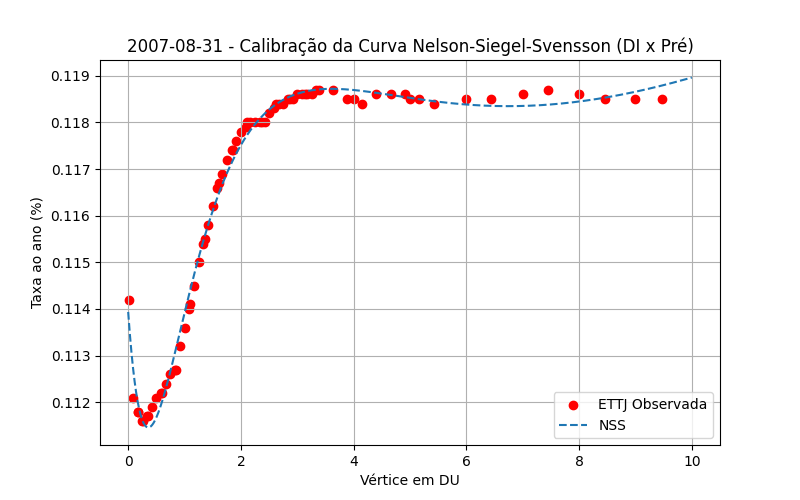 2007-08-31 - Calibração da Curva Nelson-Siegel-Svensson (DI x Pré)
0.119
0.118
0.117
0.116
0.115
0.114
0.113
0.112
Taxa ao ano (%)
ETTJ Observada
NSS
0 2 4 6 8 10
Vértice em DU